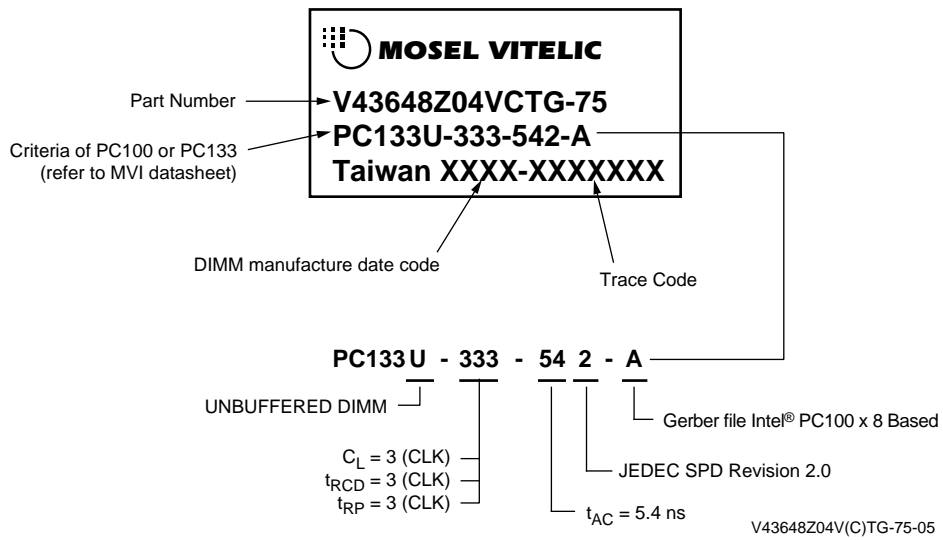 MOSEL VITELIC
Part Number
V43648Z04VCTG-75
Criteria of PC100 or PC133
(refer to MVI datasheet)
PC133U-333-542-A
Taiwan XXXX-XXXXXXX
DIMM manufacture date code
Trace Code
PC133 U - 333 - 54 2 - A
UNBUFFERED DIMM
Gerber file Intel® PC100 x 8 Based
CL = 3 (CLK)
tRCD = 3 (CLK)
tRP = 3 (CLK)
JEDEC SPD Revision 2.0
tAC = 5.4 ns
V43648Z04V(C)TG-75-05